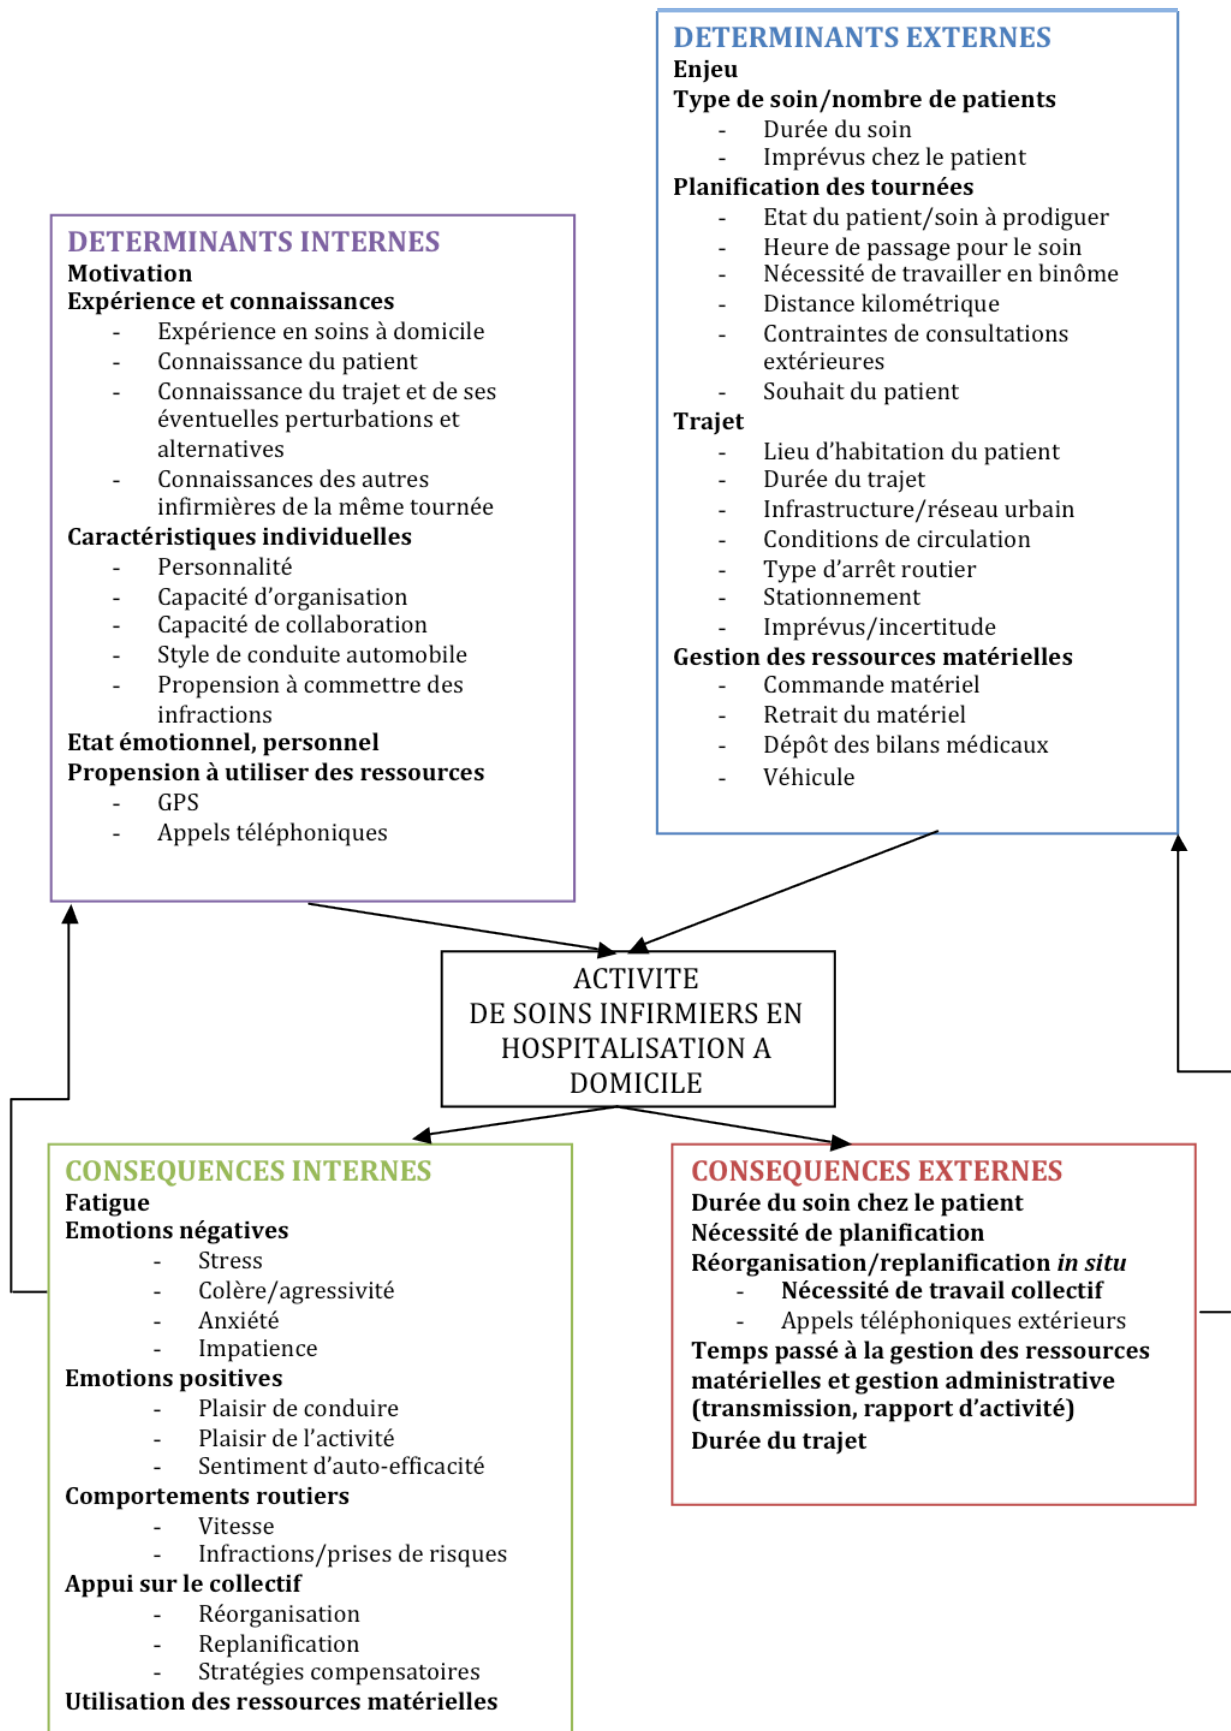 DETERMINANTS EXTERNES
Enjeu
Type de soin/nombre de patients
- Durée du soin
- Imprévus chez le patient
Planification des tournées
- Etat du patient/soin à prodiguer
- Heure de passage pour le soin
- Nécessité de travailler en binôme
- Distance kilométrique
- Contraintes de consultations
extérieures
- Souhait du patient
Trajet
- Lieu d’habitation du patient
- Durée du trajet
- Infrastructure/réseau urbain
- Conditions de circulation
- Type d’arrêt routier
- Stationnement
- Imprévus/incertitude
Gestion des ressources matérielles
- Commande matériel
- Retrait du matériel
- Dépôt des bilans médicaux
- Véhicule
DETERMINANTS INTERNES
Motivation
Expérience et connaissances
- Expérience en soins à domicile
- Connaissance du patient
- Connaissance du trajet et de ses
éventuelles perturbations et
alternatives
- Connaissances des autres
infirmières de la même tournée
Caractéristiques individuelles
- Personnalité
- Capacité d’organisation
- Capacité de collaboration
- Style de conduite automobile
- Propension à commettre des
infractions
Etat émotionnel, personnel
Propension à utiliser des ressources
- GPS
- Appels téléphoniques
ACTIVITE
DE SOINS INFIRMIERS EN
HOSPITALISATION A
DOMICILE
CONSEQUENCES INTERNES
Fatigue
Emotions négatives
- Stress
- Colère/agressivité
- Anxiété
- Impatience
Emotions positives
- Plaisir de conduire
- Plaisir de l’activité
- Sentiment d’auto-efficacité
Comportements routiers
- Vitesse
- Infractions/prises de risques
Appui sur le collectif
- Réorganisation
- Replanification
- Stratégies compensatoires
Utilisation des ressources matérielles
CONSEQUENCES EXTERNES
Durée du soin chez le patient
Nécessité de planification
Réorganisation/replanification in situ
- Nécessité de travail collectif
- Appels téléphoniques extérieurs
Temps passé à la gestion des ressources
matérielles et gestion administrative
(transmission, rapport d’activité)
Durée du trajet